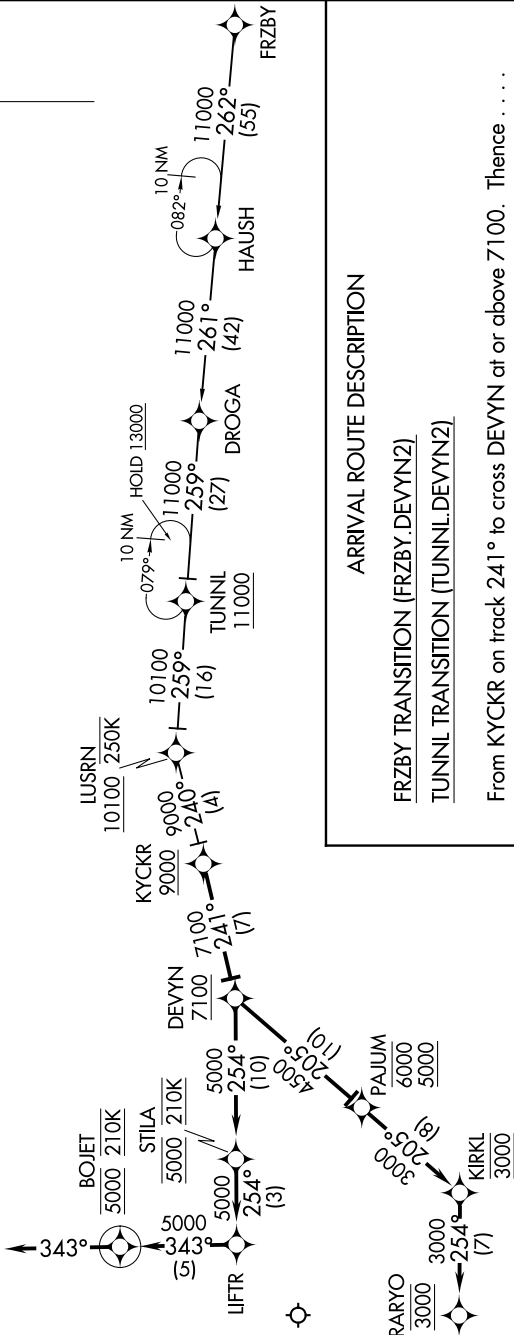 FRZBY
11000
262°
(55)
10 NM
082°
HAUSH
11000
261°
(42)
DROGA
HOLD 13000
11000
259°
(27)
10 NM
079°
TUNNL
11000
10100
259°
(16)
LUSRN
10100 250K
9000
240°
(4)
KYCKR
9000
7100
241°
(7)
DEVYN
7100
5000
254°
(10)
STILA
5000 210K
5000
254°
(3)
LIFTR
5000
343°
(5)
BOJET
5000 210K
343°
4500
205°
(10)
PAJUM
6000
5000
3000
205°
(8)
KIRKL
3000
3000
254°
(7)
RARYO
3000
ARRIVAL ROUTE DESCRIPTION
FRZBY TRANSITION (FRZBY.DEVYN2)
TUNNL TRANSITION (TUNNL.DEVYN2)
From KYCKR on track 241° to cross DEVYN at or above 7100. Thence . . . .